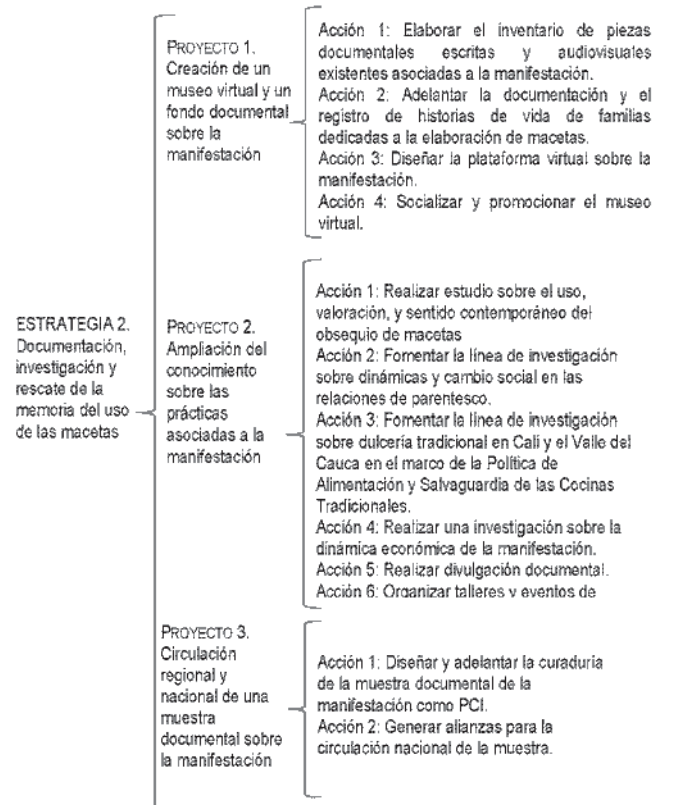 ESTRATEGIA 2.
Documentación,
investigación y
rescate de la
memoria del uso
de las macetas
PROYECTO 1.
Creación de un
museo virtual y un
fondo documental
sobre la
manifestación
Acción 1: Elaborar el inventario de piezas
documentales escritas y audiovisuales
existentes asociadas a la manifestación.
Acción 2: Adelantar la documentación y el
registro de historias de vida de familias
dedicadas a la elaboración de macetas.
Acción 3: Diseñar la plataforma virtual sobre la
manifestación.
Acción 4: Socializar y promocionar el museo
virtual.
PROYECTO 2.
Ampliación del
conocimiento
sobre las
prácticas
asociadas a la
manifestación
Acción 1: Realizar estudio sobre el uso,
valoración, y sentido contemporáneo del
obsequio de macetas
Acción 2: Fomentar la línea de investigación
sobre dinámicas y cambio social en las
relaciones de parentesco.
Acción 3: Fomentar la línea de investigación
sobre dulcería tradicional en Cali y el Valle del
Cauca en el marco de la Política de
Alimentación y Salvaguardia de las Cocinas
Tradicionales.
Acción 4: Realizar una investigación sobre la
dinámica económica de la manifestación.
Acción 5: Realizar divulgación documental.
Acción 6: Organizar talleres y eventos de
PROYECTO 3.
Circulación
regional y
nacional de una
muestra
documental sobre
la manifestación
Acción 1: Diseñar y adelantar la curaduría
de la muestra documental de la
manifestación como PCI.
Acción 2: Generar alianzas para la
circulación nacional de la muestra.